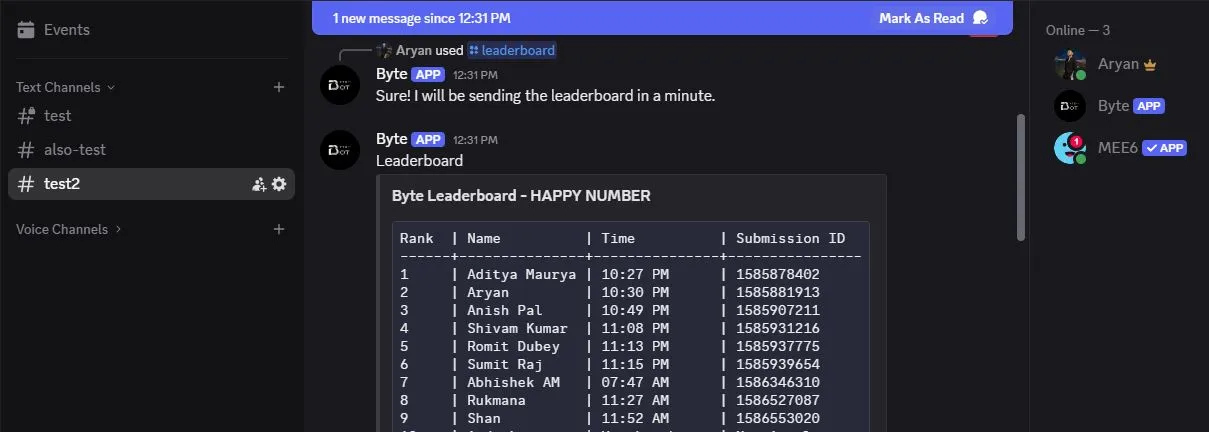 Events
Text Channels
test
also-test
test2
Voice Channels
1 new message since 12:31 PM
Mark As Read
Aryan used leaderboard
Byte APP 12:31 PM
Sure! I will be sending the leaderboard in a minute.
Byte APP 12:31 PM
Leaderboard
Byte Leaderboard - HAPPY NUMBER
Rank | Name | Time | Submission ID
------+---------------+---------------+----------------
1 | Aditya Maurya | 10:27 PM | 1585878402
2 | Aryan | 10:30 PM | 1585881913
3 | Anish Pal | 10:49 PM | 1585907211
4 | Shivam Kumar | 11:08 PM | 1585931216
5 | Romit Dubey | 11:13 PM | 1585937775
6 | Sumit Raj | 11:15 PM | 1585939654
7 | Abhishek AM | 07:47 AM | 1586346310
8 | Rukmana | 11:27 AM | 1586527087
9 | Shan | 11:52 AM | 1586553020
Online — 3
Aryan
Byte APP
1
MEE6 APP